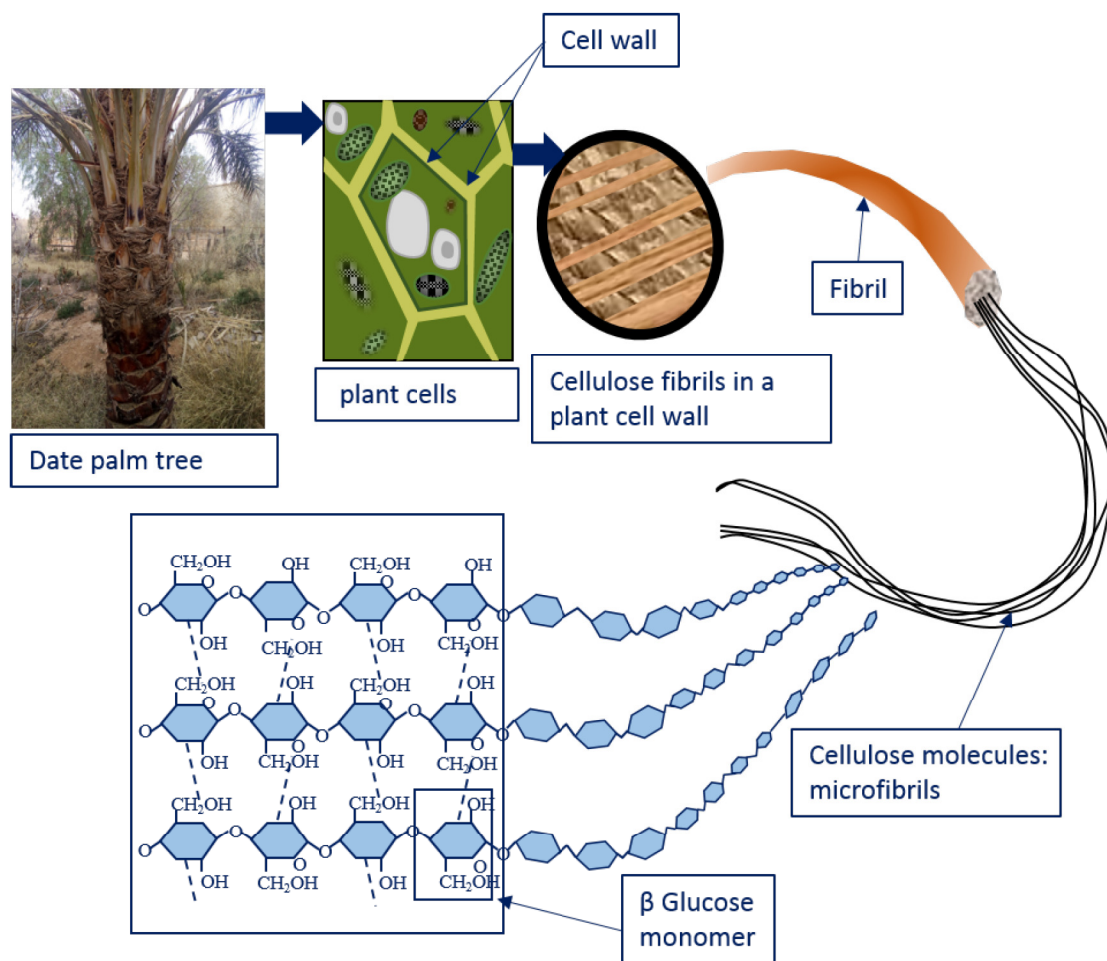 Cell wall
Fibril
plant cells
Cellulose fibrils in a
plant cell wall
Date palm tree
CH₂OH OH CH₂OH OH
O O
O O O O O O
O O
OH CH₂OH OH CH₂OH
CH₂OH OH CH₂OH OH
O O
O O O O O O
O O
OH CH₂OH OH CH₂OH
CH₂OH OH CH₂OH OH
O O O O O
O O
OH CH₂OH OH CH₂OH
Cellulose molecules:
microfibrils
β Glucose
monomer